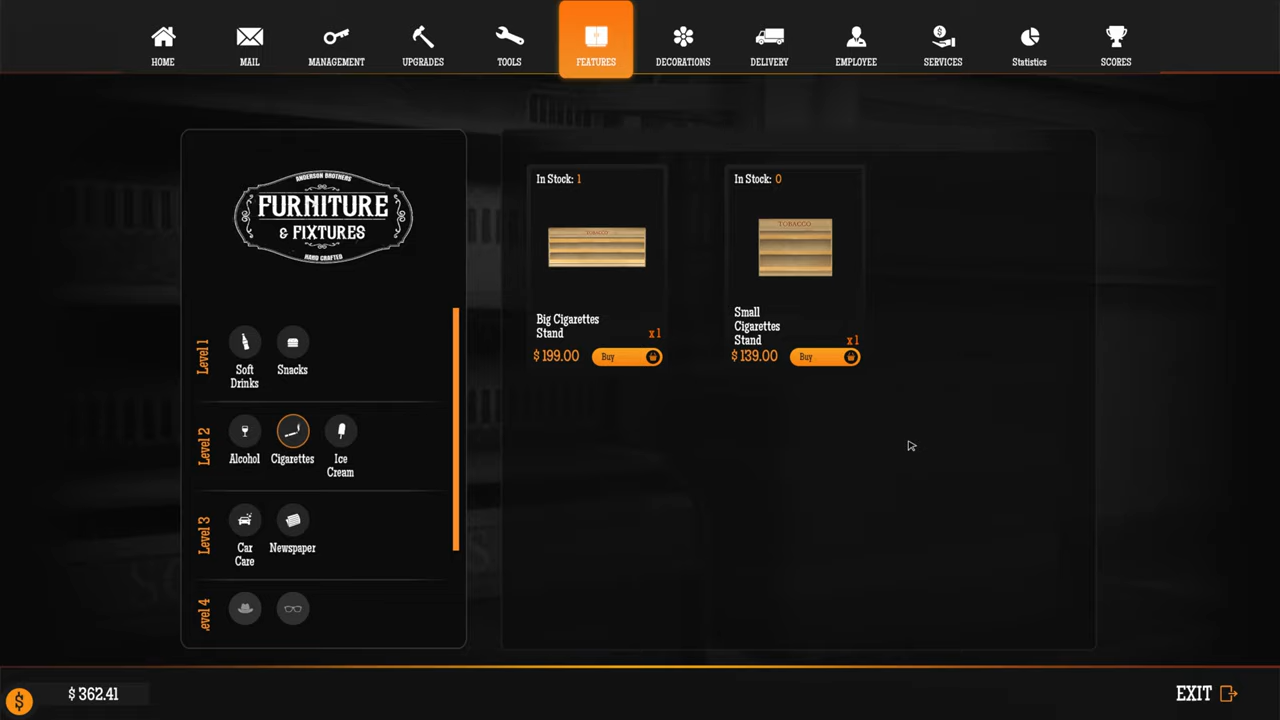 HOME
MAIL
MANAGEMENT
UPGRADES
TOOLS
FEATURES
DECORATIONS
DELIVERY
EMPLOYEE
SERVICES
Statistics
SCORES
ANDERSON BROTHERS
FURNITURE
& FIXTURES
HAND CRAFTED
Level 1
Soft
Drinks
Snacks
Level 2
Alcohol
Cigarettes
Ice
Cream
Level 3
Car
Care
Newspaper
evel 4
In Stock: 1
TOBACCO
Big Cigarettes
Stand
x1
$ 199.00
Buy
In Stock: 0
TOBACCO
Small
Cigarettes
Stand
x1
$ 139.00
Buy
$ 362.41
EXIT